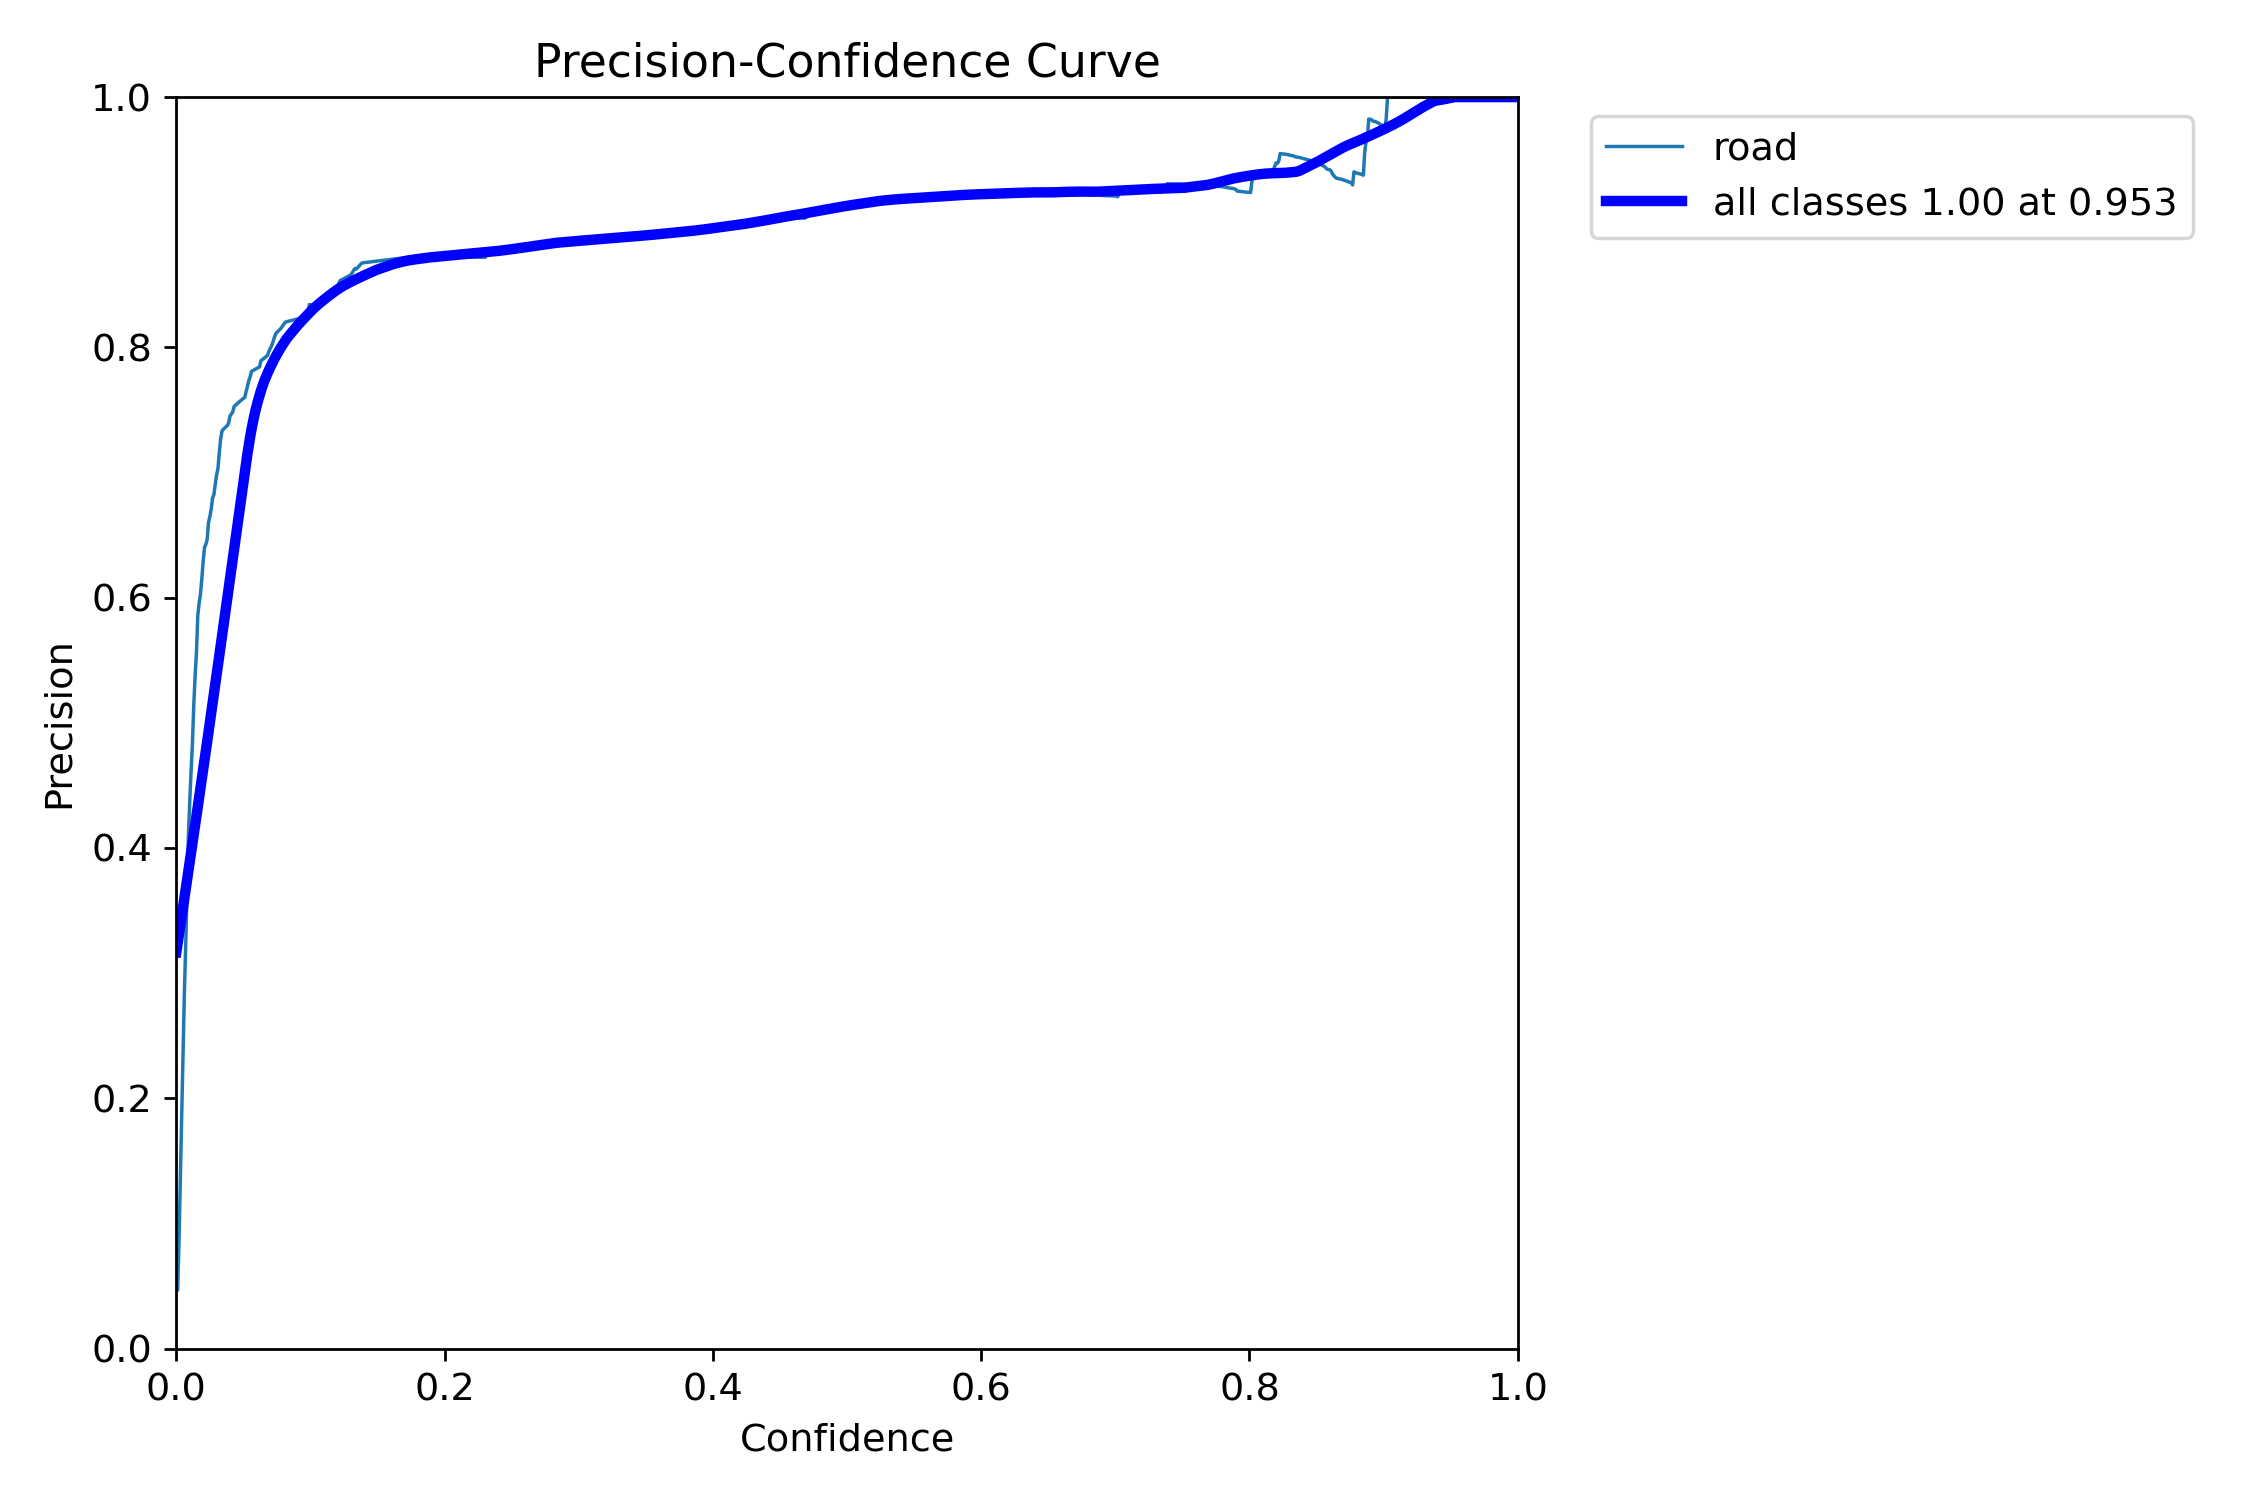 Precision-Confidence Curve
1.0
0.8
0.6
0.4
0.2
0.0
Precision
0.0 0.2 0.4 0.6 0.8 1.0
Confidence
road
all classes 1.00 at 0.953